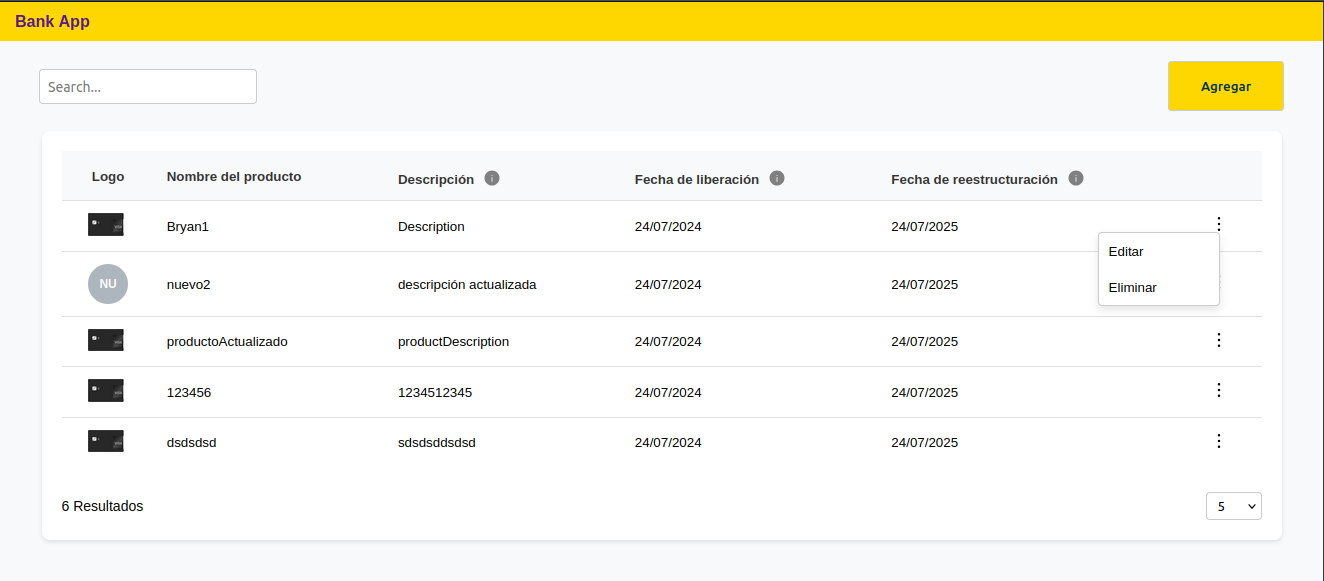 Bank App
Search...
Agregar
Logo Nombre del producto Descripción i Fecha de liberación i Fecha de reestructuración i
Bryan1 Description 24/07/2024 24/07/2025
Editar
NU nuevo2 descripción actualizada 24/07/2024 24/07/2025
Eliminar
productoActualizado productDescription 24/07/2024 24/07/2025
123456 1234512345 24/07/2024 24/07/2025
dsdsdsd sdsdsddsdsd 24/07/2024 24/07/2025
6 Resultados 5